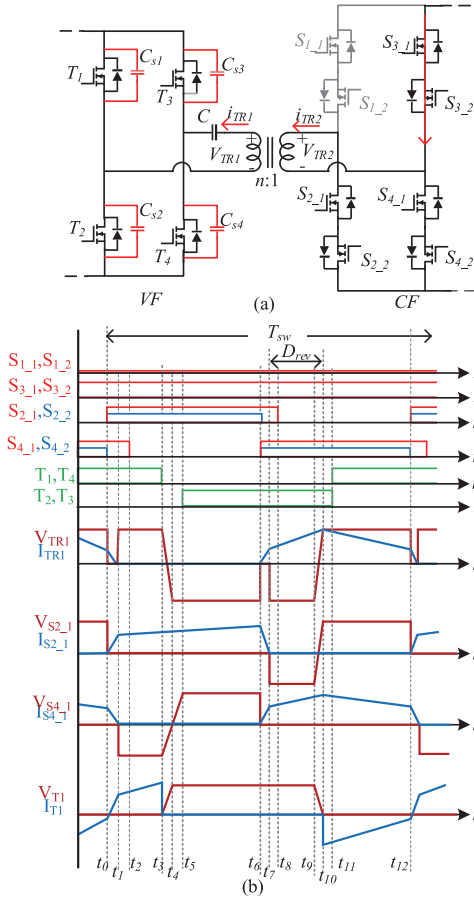 T1 Cs1 T3 Cs3
S1_1 S3_1
S1_2 S3_2
C iTR1 iTR2
+ VTR1 - + VTR2 -
n:1
T2 Cs2 T4 Cs4
S2_1 S4_1
S2_2 S4_2
VF (a) CF
Tsw
Drev
S1_1,S1_2
S3_1,S3_2
S2_1,S2_2
S4_1,S4_2
T1,T4
T2,T3
VTR1
ITR1
VS2_1
IS2_1
VS4_1
IS4_1
VT1
IT1
t0 t1 t2 t3 t4 t5 t6 t7 t8 t9 t10 t11 t12
(b)